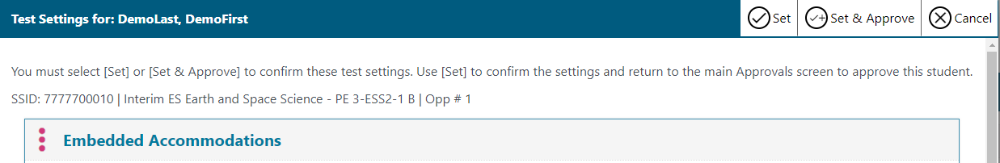 Test Settings for: DemoLast, DemoFirst
Set
Set & Approve
Cancel
You must select [Set] or [Set & Approve] to confirm these test settings. Use [Set] to confirm the settings and return to the main Approvals screen to approve this student.
SSID: 7777700010 | Interim ES Earth and Space Science - PE 3-ESS2-1 B | Opp # 1
Embedded Accommodations